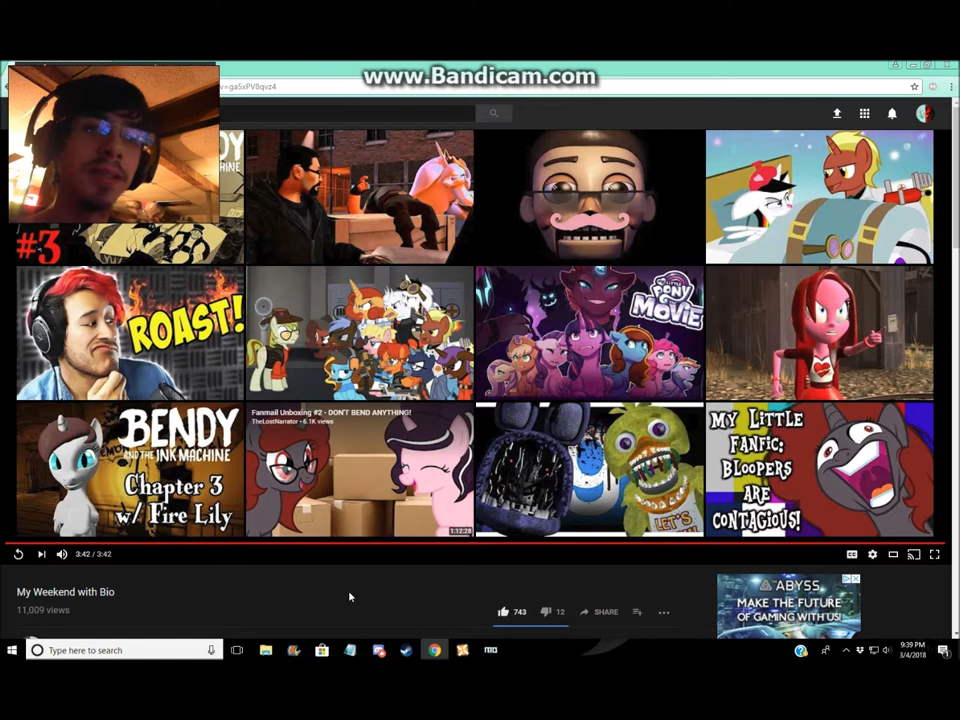 www.Bandicam.com
v=ga5xPV8qvz4
DY
MACHINE
#3
ROAST!
MY LITTLE PONY
MOVIE
BENDY
AND THE INK MACHINE
Chapter 3
w/ Fire Lily
Fanmail Unboxing #2 - DON'T BEND ANYTHING!
TheLostNarrator - 6.1K views
1:12:28
LET'S
MY LITTLE
FANFIC:
BLOOPERS
ARE
CONTAGIOUS!
3:42 / 3:42
CC
My Weekend with Bio
11,009 views
743
12
SHARE
ABYSS
MAKE THE FUTURE
OF GAMING WITH US!
Type here to search
9:39 PM
3/4/2018